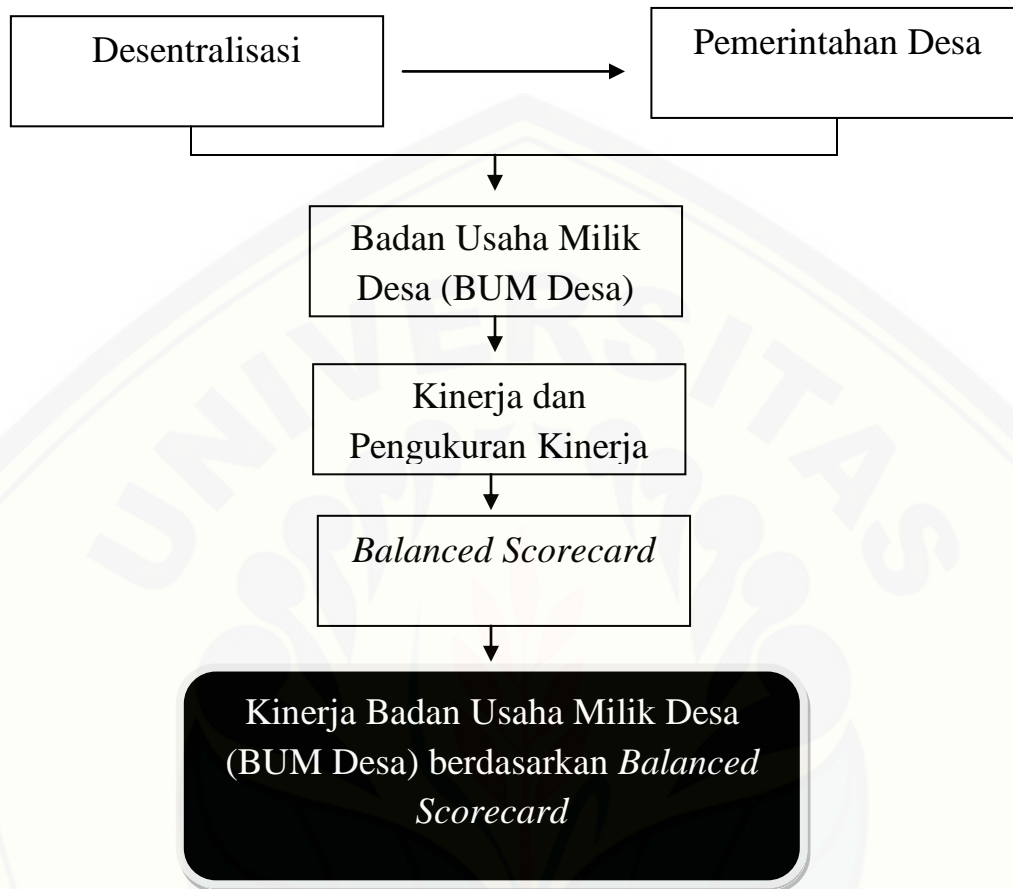 Desentralisasi
Pemerintahan Desa
Badan Usaha Milik
Desa (BUM Desa)
Kinerja dan
Pengukuran Kinerja
Balanced Scorecard
Kinerja Badan Usaha Milik Desa
(BUM Desa) berdasarkan Balanced
Scorecard
UNIVERSITAS